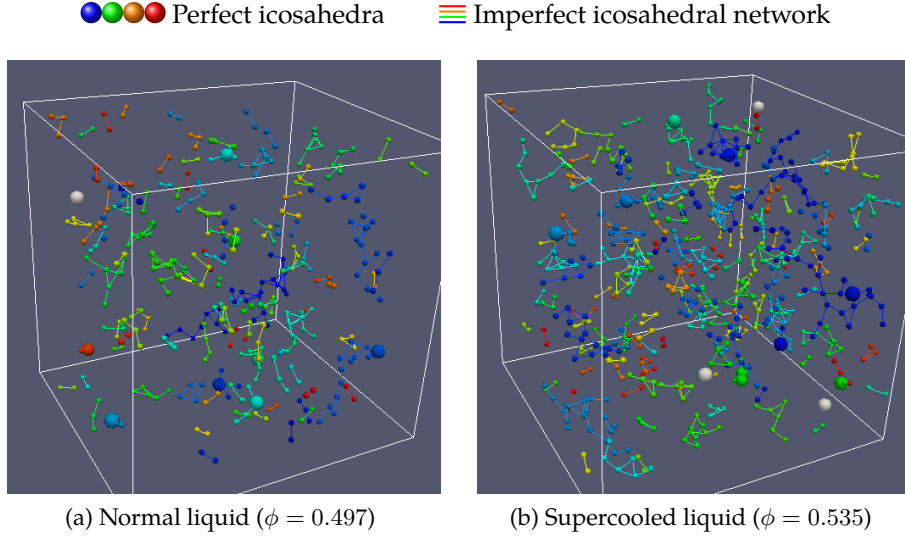 Perfect icosahedra
Imperfect icosahedral network
(a) Normal liquid (ϕ = 0.497)
(b) Supercooled liquid (ϕ = 0.535)